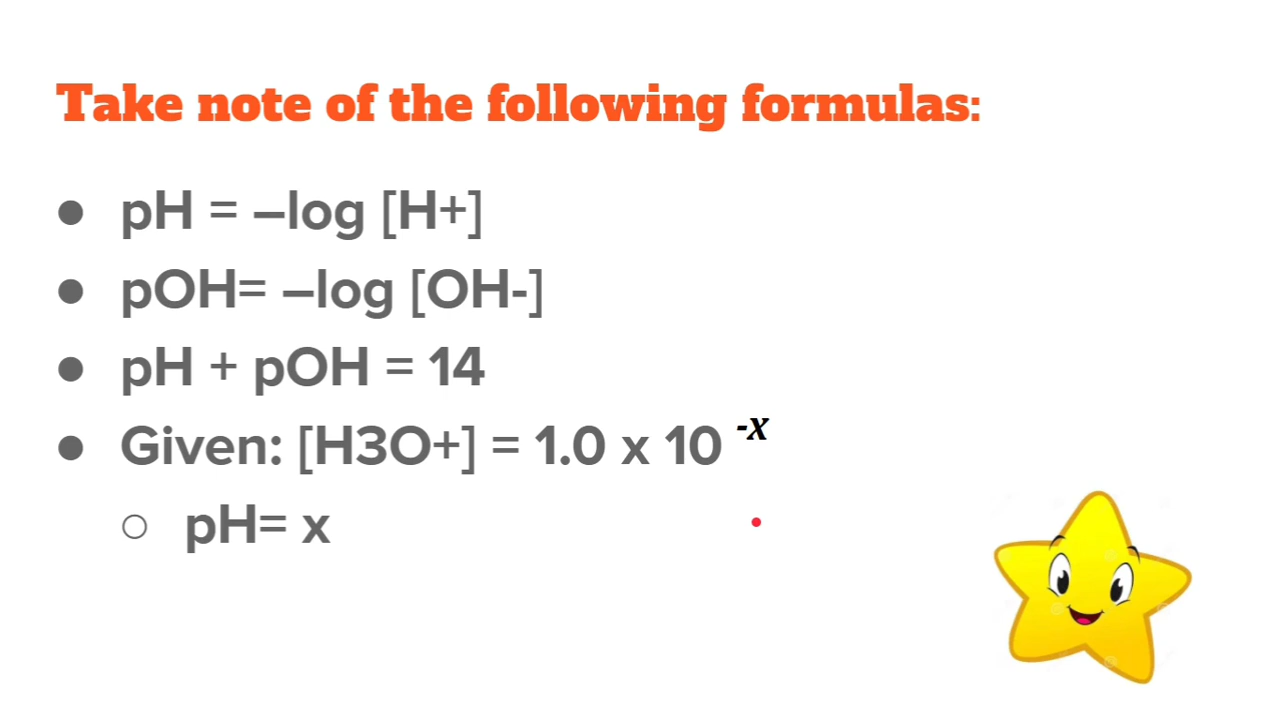 Take note of the following formulas:
● pH = –log [H+]
● pOH= –log [OH-]
● pH + pOH = 14
● Given: [H3O+] = 1.0 x 10 -x
○ pH= x